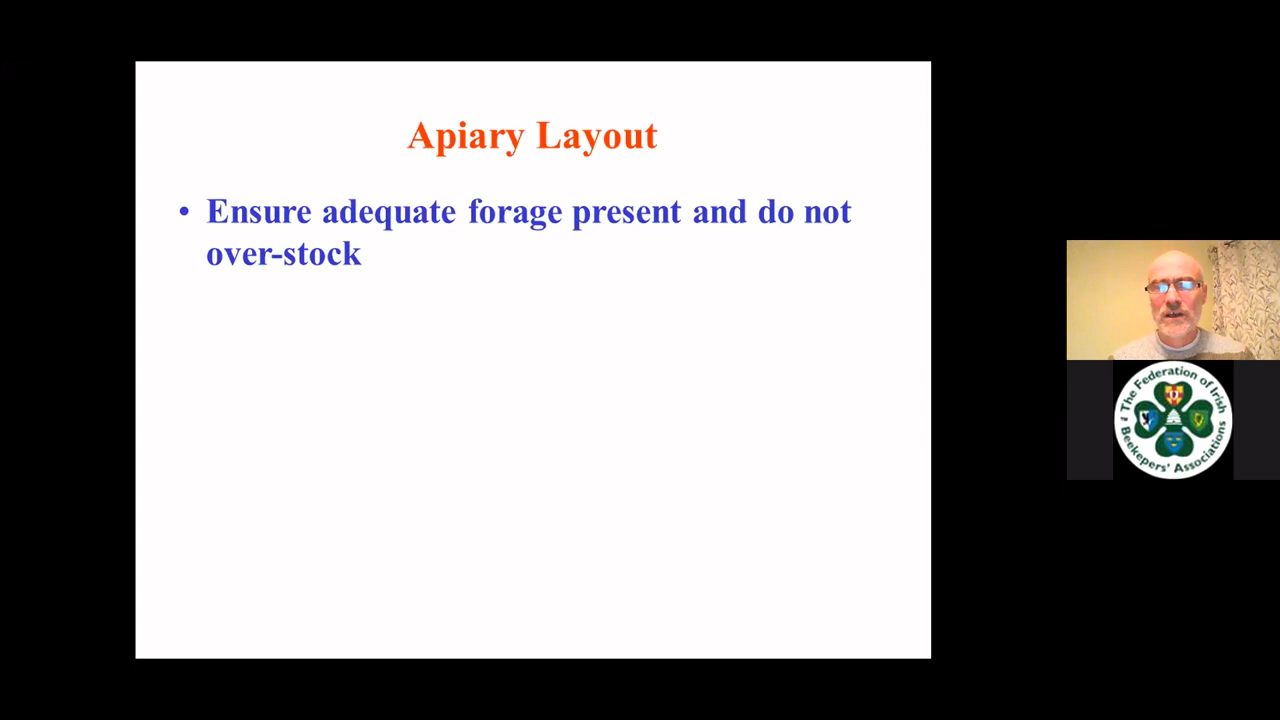 Apiary Layout
• Ensure adequate forage present and do not
over-stock
The Federation of Irish
Beekepers' Associations